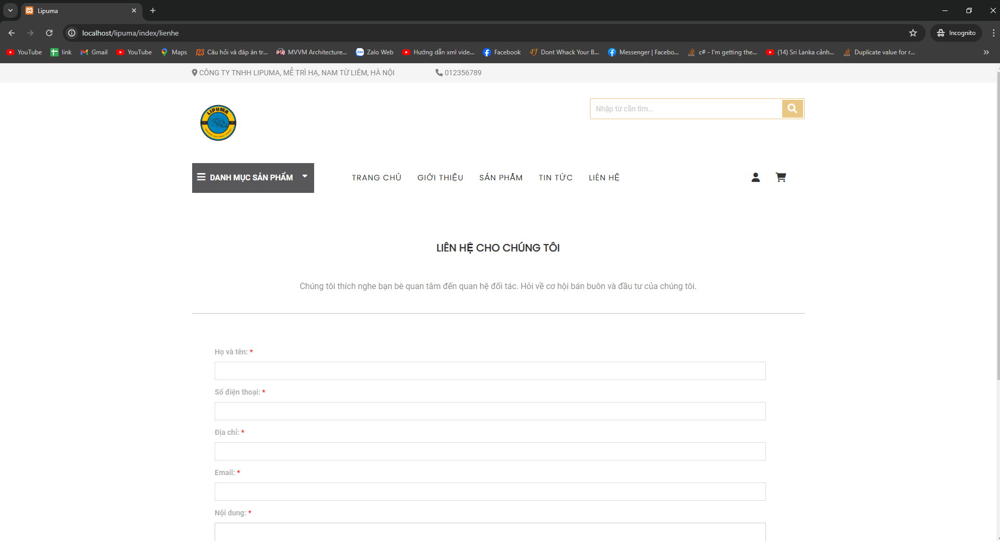 Lipuma
localhost/lipuma/index/lienhe
Incognito
YouTube
link
Gmail
YouTube
Maps
Câu hỏi và đáp án tr...
MVVM Architecture...
Zalo Web
Hướng dẫn xml vide...
Facebook
Dont Whack Your B...
Messenger | Facebo...
c# - I'm getting the...
(14) Sri Lanka cảnh...
Duplicate value for r...
CÔNG TY TNHH LIPUMA, MỄ TRÌ HẠ, NAM TỪ LIÊM, HÀ NỘI
012356789
LIPUMA
Nhập từ cần tìm...
DANH MỤC SẢN PHẨM
TRANG CHỦ
GIỚI THIỆU
SẢN PHẨM
TIN TỨC
LIÊN HỆ
LIÊN HỆ CHO CHÚNG TÔI
Chúng tôi thích nghe bạn bè quan tâm đến quan hệ đối tác. Hỏi về cơ hội bán buôn và đầu tư của chúng tôi.
Họ và tên: *
Số điện thoại: *
Địa chỉ: *
Email: *
Nội dung: *